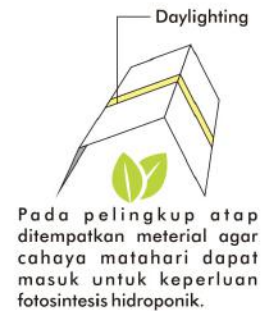 Daylighting
Pada pelingkup atap
ditempatkan meterial agar
cahaya matahari dapat
masuk untuk keperluan
fotosintesis hidroponik.